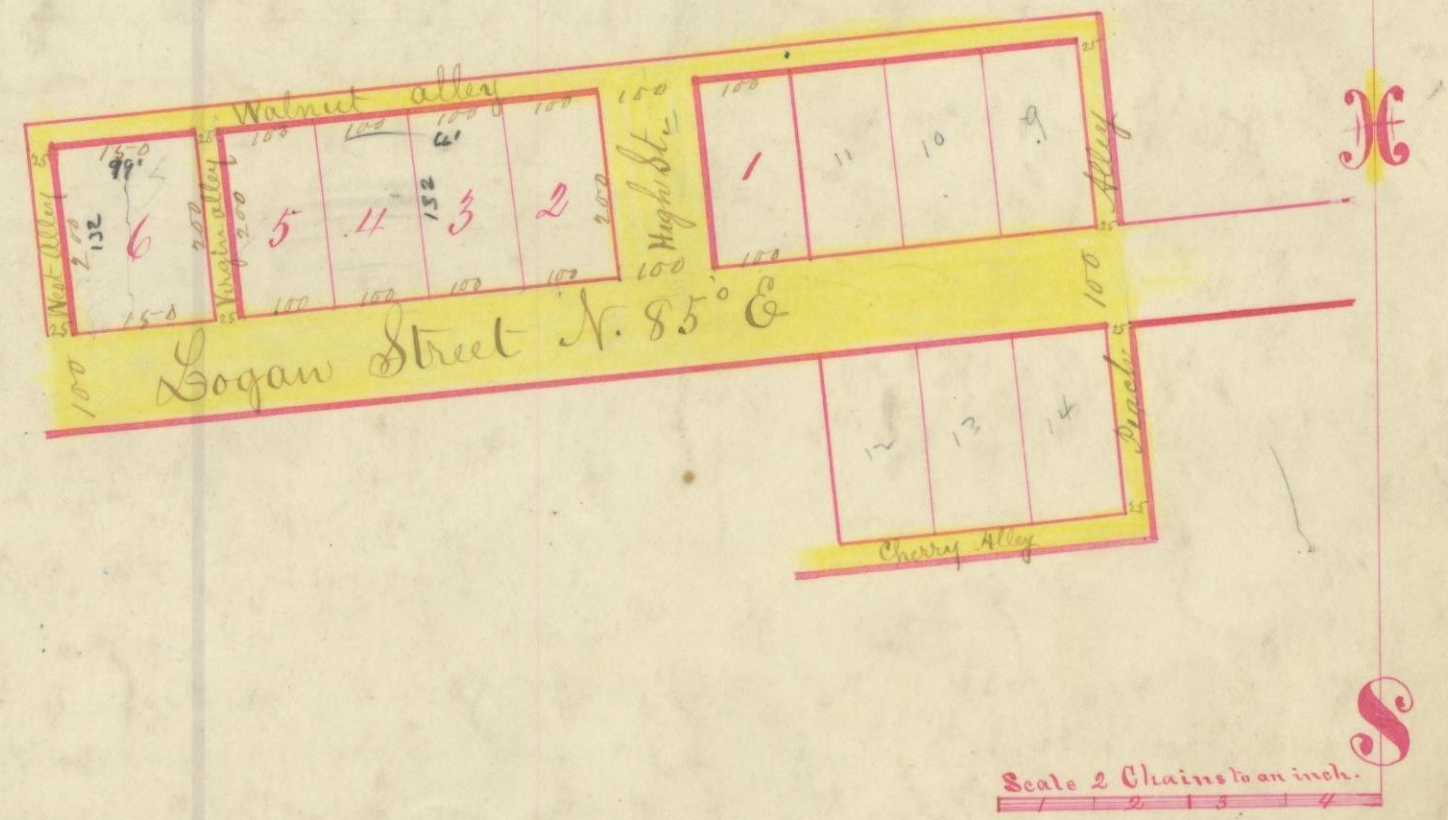 Walnut alley
25 150 25 100 100 100 100 150 100 25
99' 66'
West Alley
200
132
6
200
Virgin alley
200
5
4
132
3
2
200
High St.
1
11
10
9
Alley
25 150 25 100 100 100 100 100 100 25
100
Logan Street N. 85° E
100
25
12
13
14
Peach
25
Cherry Alley
S
Scale 2 Chains to an inch.
1 2 3 4